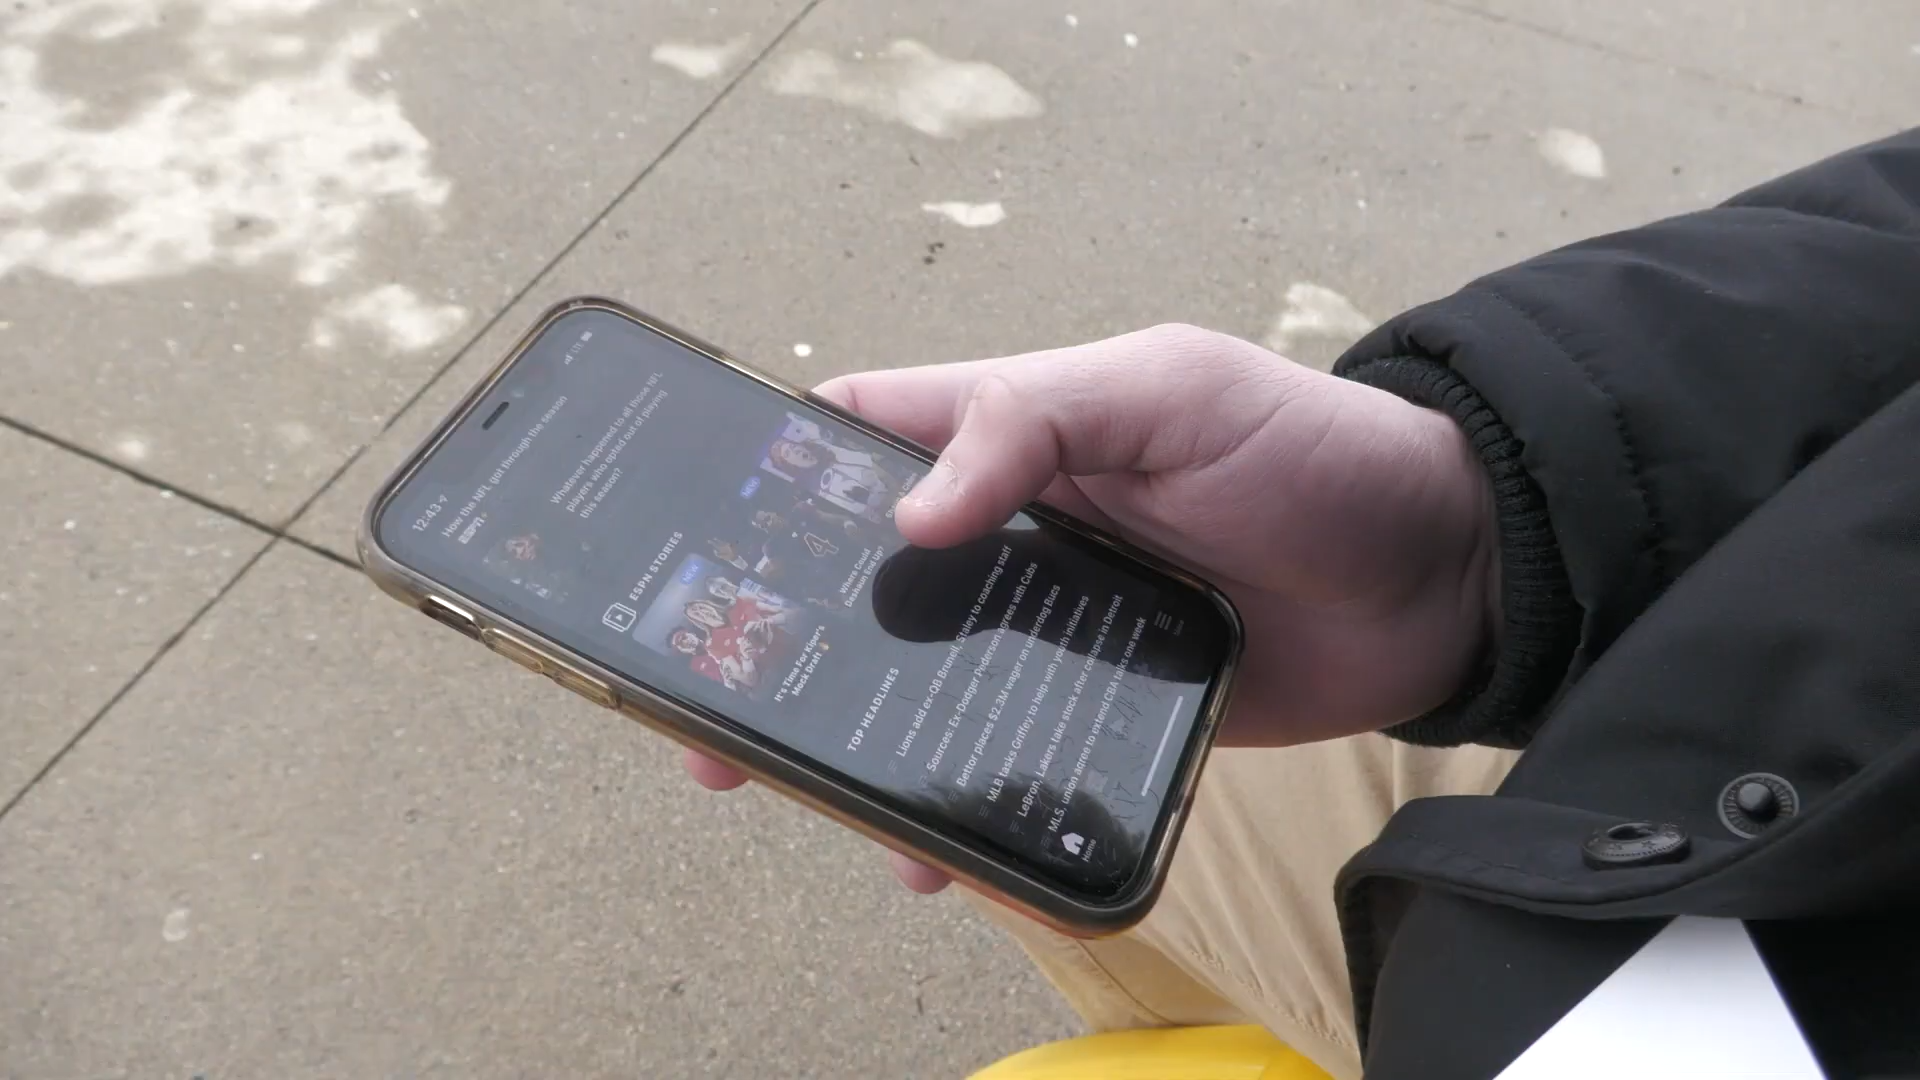 12:43
LTE
How the NFL got through the season
ESPN+
Whatever happened to all those NFL
players who opted out of playing
this season?
ESPN STORIES
NEW
It's Time For Kiper's
Mock Draft
NEW
4
Where Could
Deshaun End Up?
TOP HEADLINES
Lions add ex-QB Brunell, Staley to coaching staff
Sources: Ex-Dodger Pederson agrees with Cubs
Bettor places $2.3M wager on underdog Bucs
MLB tasks Griffey to help with youth initiatives
LeBron, Lakers take stock after collapse in Detroit
MLS, union agree to extend CBA talks one week
Home